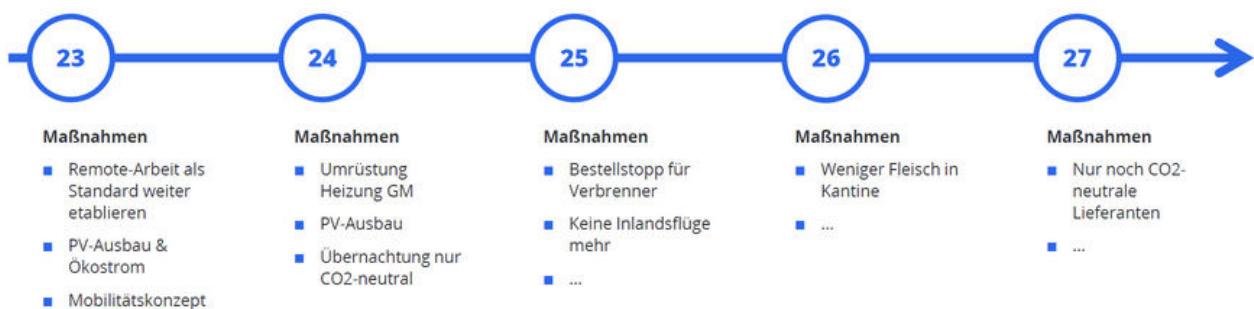 23
24
25
26
27
Maßnahmen
Remote-Arbeit als
Standard weiter
etablieren
PV-Ausbau &
Ökostrom
Mobilitätskonzept
Maßnahmen
Umrüstung
Heizung GM
PV-Ausbau
Übernachtung nur
CO2-neutral
Maßnahmen
Bestellstopp für
Verbrenner
Keine Inlandsflüge
mehr
...
Maßnahmen
Weniger Fleisch in
Kantine
...
Maßnahmen
Nur noch CO2-
neutrale
Lieferanten
...